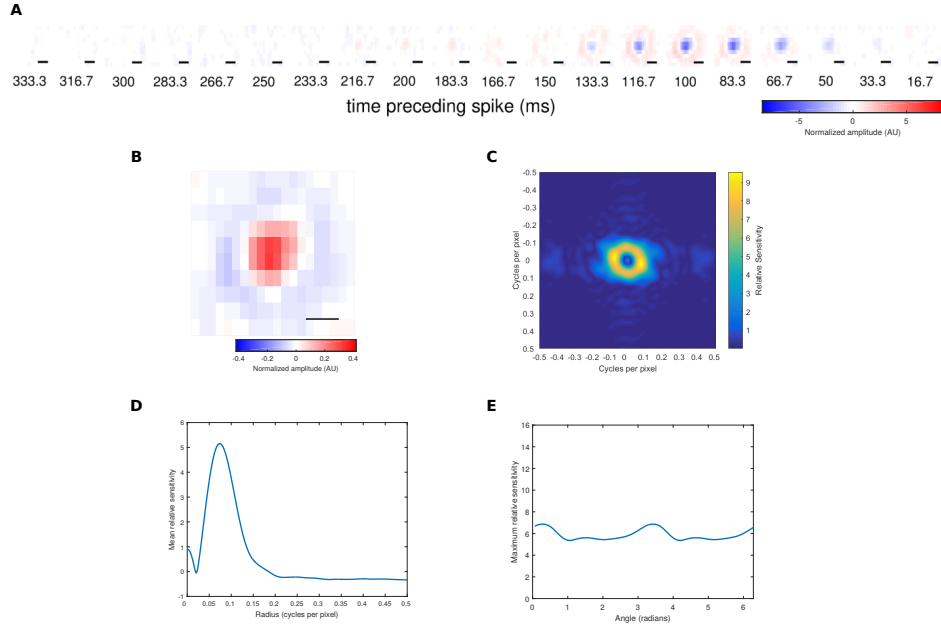 A
333.3 316.7 300 283.3 266.7 250 233.3 216.7 200 183.3 166.7 150 133.3 116.7 100 83.3 66.7 50 33.3 16.7
time preceding spike (ms)
-5 0 5
Normalized amplitude (AU)
B
-0.4 -0.2 0 0.2 0.4
Normalized amplitude (AU)
C
-0.5
-0.4
-0.3
-0.2
-0.1
0
0.1
0.2
0.3
0.4
0.5
Cycles per pixel
-0.5 -0.4 -0.3 -0.2 -0.1 0 0.1 0.2 0.3 0.4 0.5
Cycles per pixel
9
8
7
6
5
4
3
2
1
Relative Sensitivity
D
6
5
4
3
2
1
0
-1
Mean relative sensitivity
0 0.05 0.1 0.15 0.2 0.25 0.3 0.35 0.4 0.45 0.5
Radius (cycles per pixel)
E
16
14
12
10
8
6
4
2
0
Maximum relative sensitivity
0 1 2 3 4 5 6
Angle (radians)